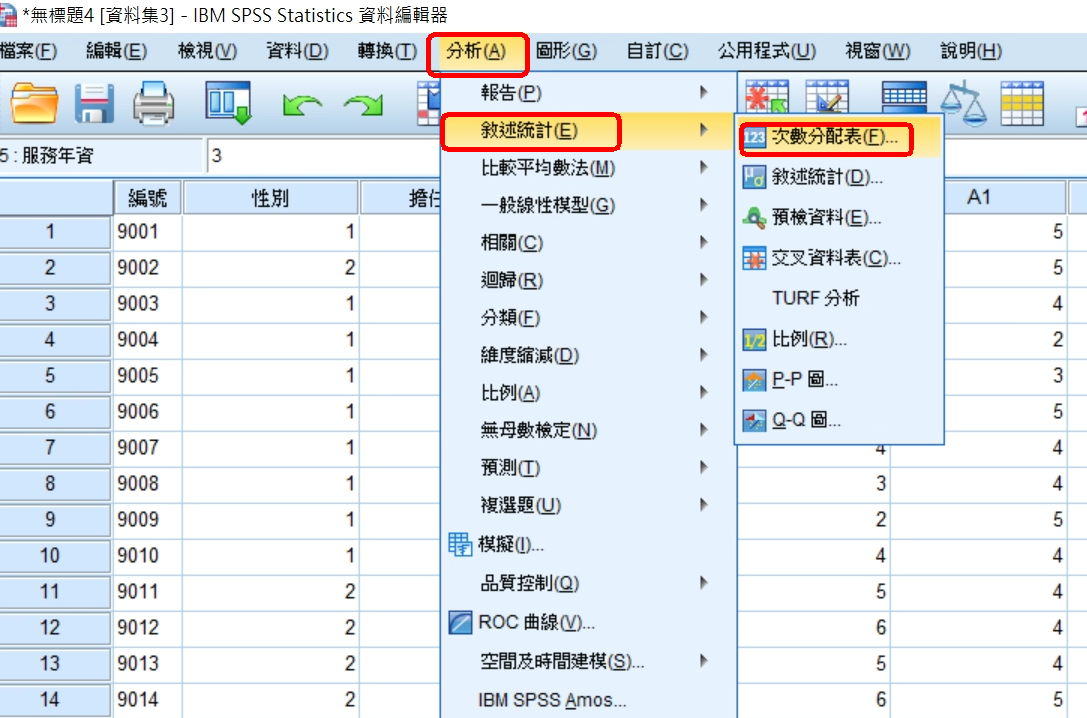 *無標題4 [資料集3] - IBM SPSS Statistics 資料編輯器
檔案(F) 編輯(E) 檢視(V) 資料(D) 轉換(T) 分析(A) 圖形(G) 自訂(C) 公用程式(U) 視窗(W) 說明(H)
5 : 服務年資 3
報告(P)
敘述統計(E)
比較平均數法(M)
一般線性模型(G)
相關(C)
迴歸(R)
分類(F)
維度縮減(D)
比例(A)
無母數檢定(N)
預測(T)
複選題(U)
模擬(I)...
品質控制(Q)
ROC 曲線(V)...
空間及時間建模(S)...
IBM SPSS Amos...
123 次數分配表(F)...
敘述統計(D)...
預檢資料(E)...
交叉資料表(C)...
TURF 分析
1/2 比例(R)...
P-P 圖...
Q-Q 圖...
編號 性別 擔任 A1
1 9001 1 5
2 9002 2 5
3 9003 1 4
4 9004 1 2
5 9005 1 3
6 9006 1 5
7 9007 1 4 4
8 9008 1 3 4
9 9009 1 2 5
10 9010 1 4 4
11 9011 2 5 4
12 9012 2 6 4
13 9013 2 5 4
14 9014 2 6 5